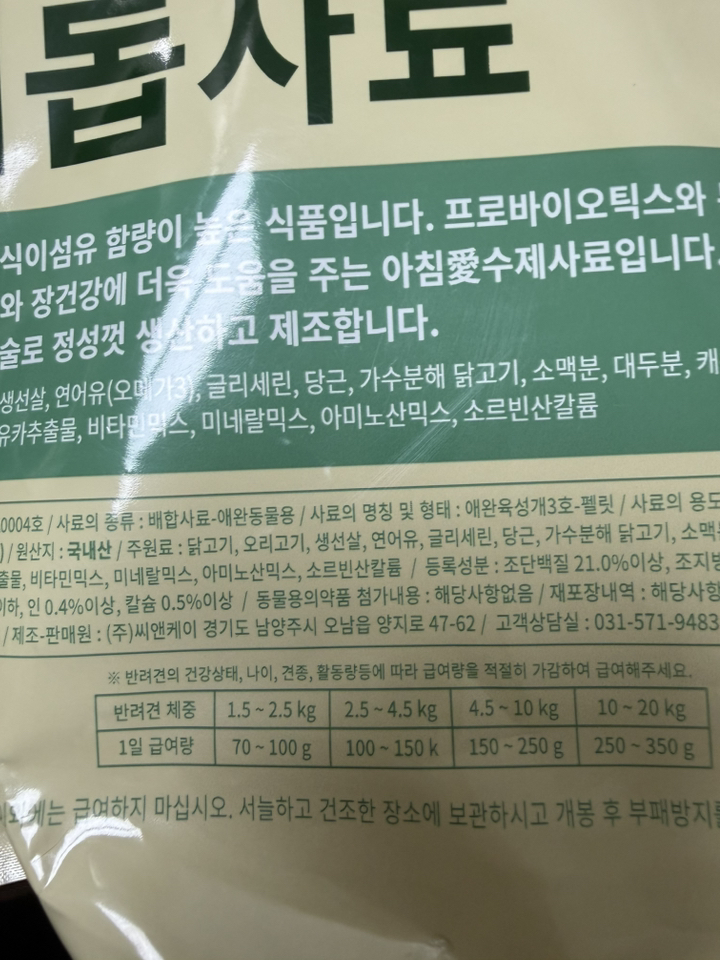 돕사료
식이섬유 함량이 높은 식품입니다. 프로바이오틱스와
와 장건강에 더욱 도움을 주는 아침愛수제사료입니다.
술로 정성껏 생산하고 제조합니다.
생선살, 연어유(오메가3), 글리세린, 당근, 가수분해 닭고기, 소맥분, 대두분, 캐
유카추출물, 비타민믹스, 미네랄믹스, 아미노산믹스, 소르빈산칼륨
0004호 / 사료의 종류 : 배합사료-애완동물용 / 사료의 명칭 및 형태 : 애완육성개3호-펠릿 / 사료의 용도
) / 원산지 : 국내산 / 주원료 : 닭고기, 오리고기, 생선살, 연어유, 글리세린, 당근, 가수분해 닭고기, 소맥
출물, 비타민믹스, 미네랄믹스, 아미노산믹스, 소르빈산칼륨 / 등록성분 : 조단백질 21.0%이상, 조지방
이하, 인 0.4%이상, 칼슘 0.5%이상 / 동물용의약품 첨가내용 : 해당사항없음 / 재포장내역 : 해당사항
/ 제조-판매원 : (주)씨앤케이 경기도 남양주시 오남읍 양지로 47-62 / 고객상담실 : 031-571-9483
※ 반려견의 건강상태, 나이, 견종, 활동량등에 따라 급여량을 적절히 가감하여 급여해주세요.
반려견 체중 1.5 ~ 2.5 kg 2.5 ~ 4.5 kg 4.5 ~ 10 kg 10 ~ 20 kg
1일 급여량 70 ~ 100 g 100 ~ 150 k 150 ~ 250 g 250 ~ 350 g
에는 급여하지 마십시오. 서늘하고 건조한 장소에 보관하시고 개봉 후 부패방지를